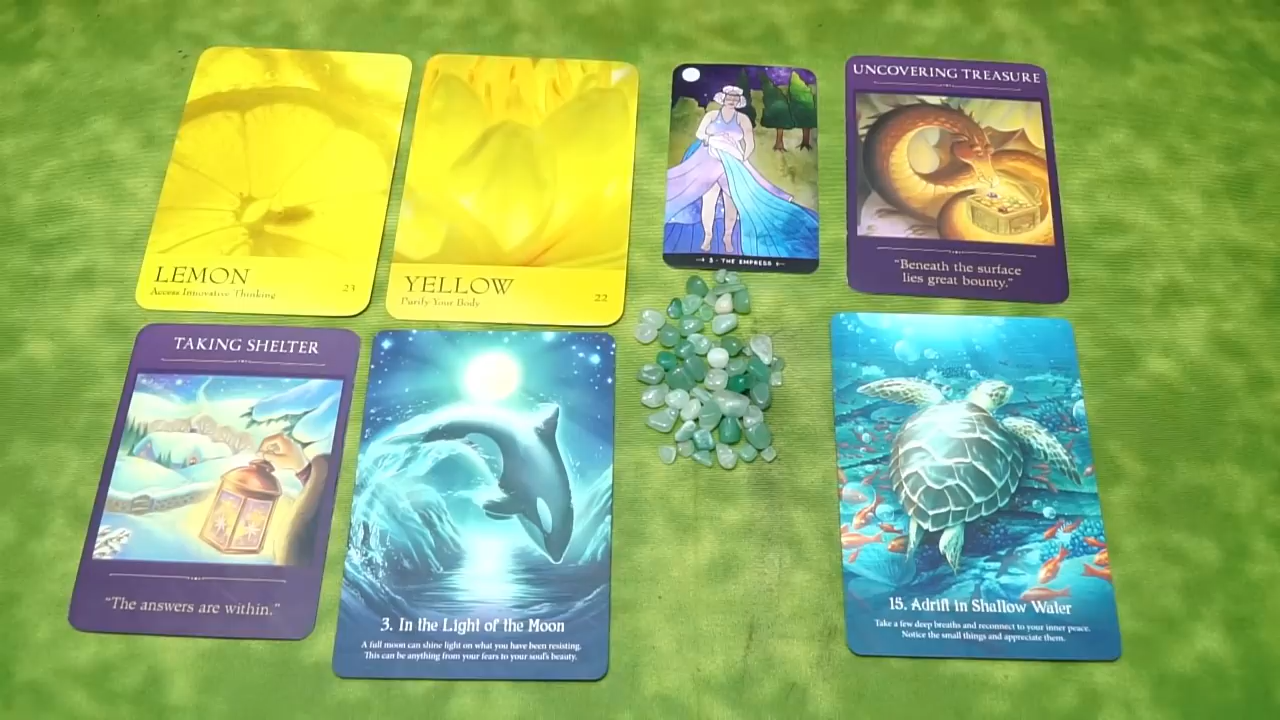 LEMON
Access Innovative Thinking
23
YELLOW
Purify Your Body
22
3 - THE EMPRESS
UNCOVERING TREASURE
"Beneath the surface
lies great bounty."
TAKING SHELTER
"The answers are within."
3. In the Light of the Moon
A full moon can shine light on what you have been resisting.
This can be anything from your fears to your soul's beauty.
15. Adrift in Shallow Water
Take a few deep breaths and reconnect to your inner peace.
Notice the small things and appreciate them.